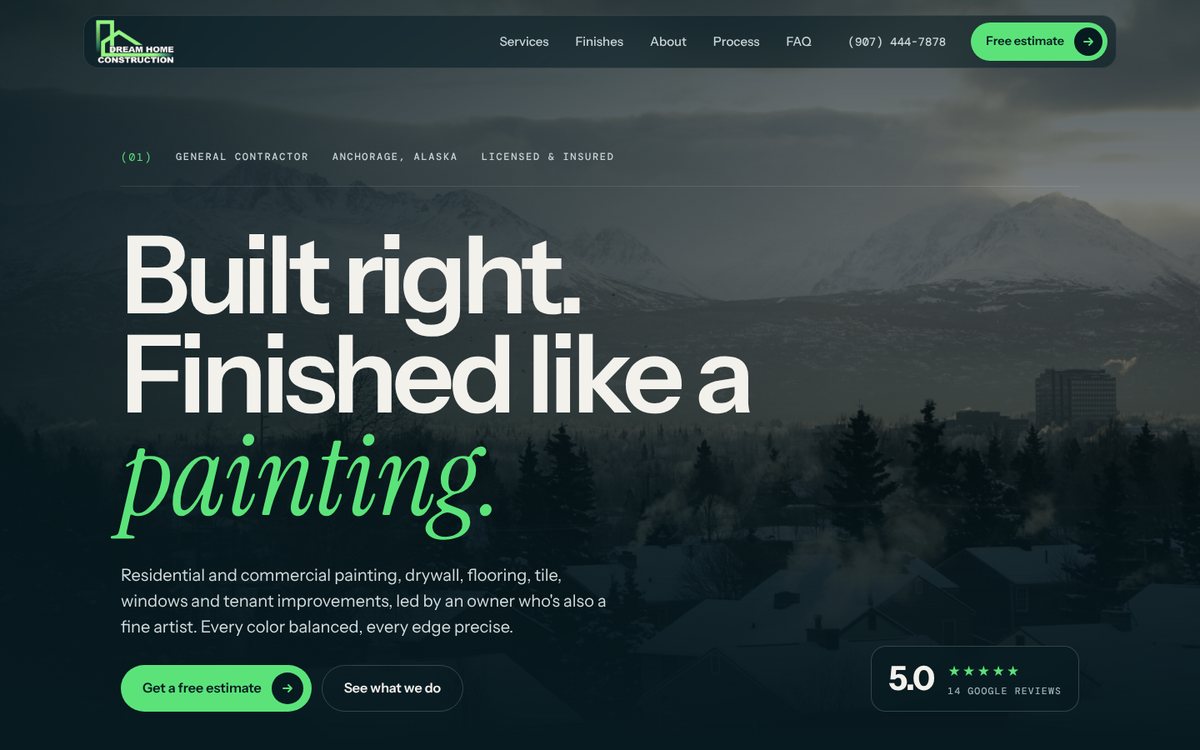 DREAM HOME
CONSTRUCTION
Services Finishes About Process FAQ (907) 444-7878 Free estimate
(01) GENERAL CONTRACTOR ANCHORAGE, ALASKA LICENSED & INSURED
Built right.
Finished like a
painting.
Residential and commercial painting, drywall, flooring, tile,
windows and tenant improvements, led by an owner who's also a
fine artist. Every color balanced, every edge precise.
Get a free estimate See what we do
5.0 ★★★★★
14 GOOGLE REVIEWS